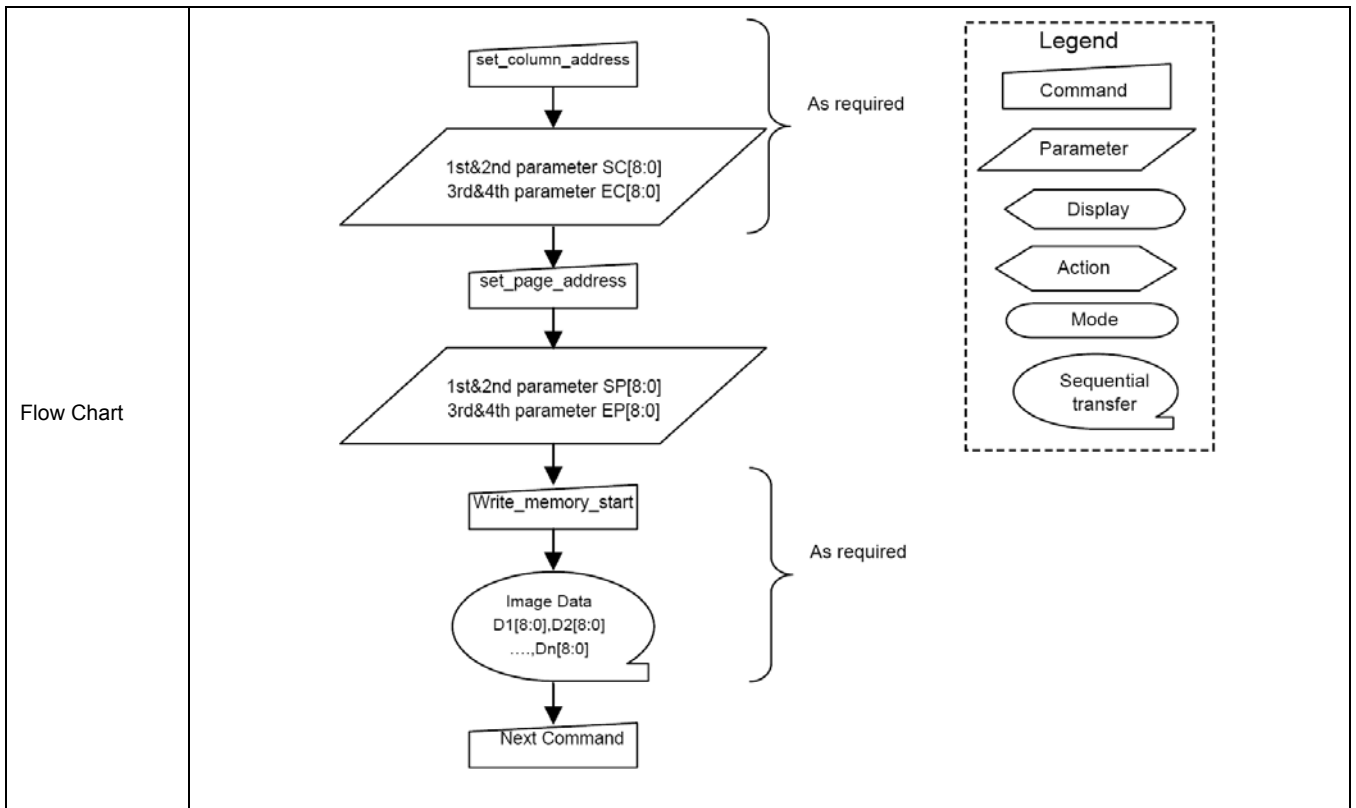 Flow Chart
set_column_address
1st&2nd parameter SC[8:0]
3rd&4th parameter EC[8:0]
As required
set_page_address
1st&2nd parameter SP[8:0]
3rd&4th parameter EP[8:0]
Write_memory_start
Image Data
D1[8:0],D2[8:0]
....,Dn[8:0]
As required
Next Command
Legend
Command
Parameter
Display
Action
Mode
Sequential
transfer